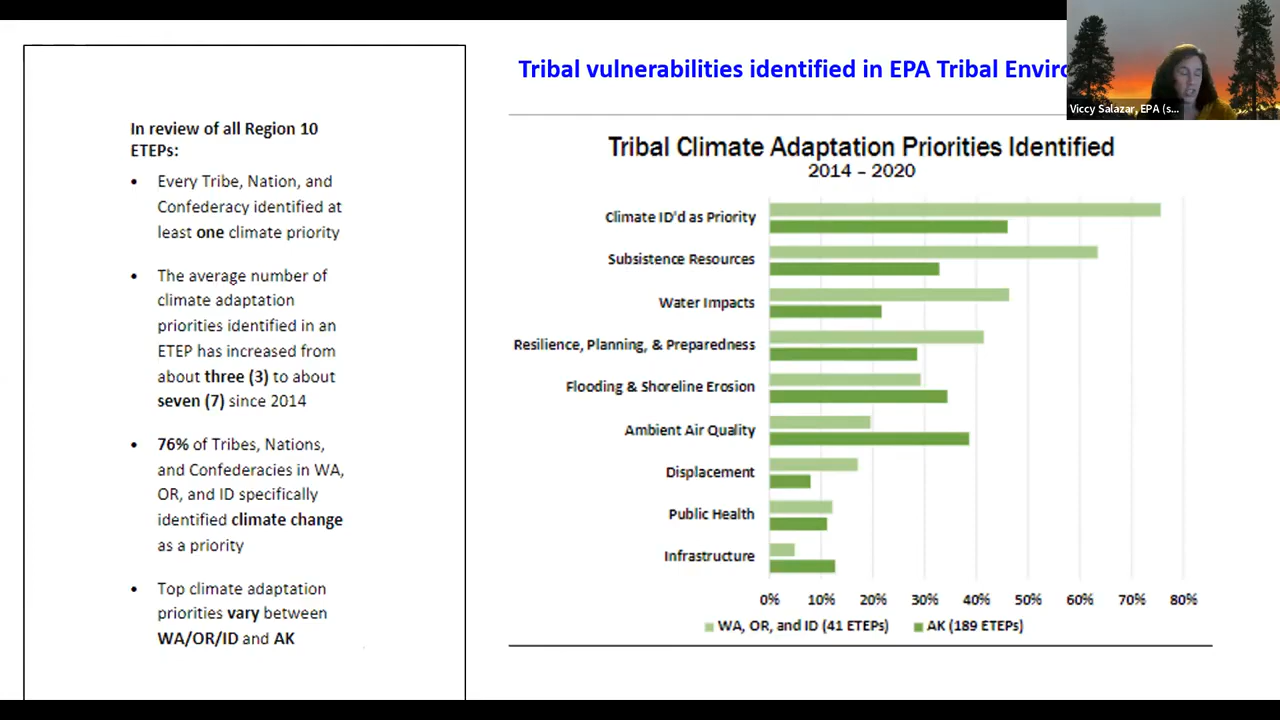 Tribal vulnerabilities identified in EPA Tribal
Viccy Salazar, EPA (s...
In review of all Region 10
ETEPs:
• Every Tribe, Nation, and
Confederacy identified at
least one climate priority
• The average number of
climate adaptation
priorities identified in an
ETEP has increased from
about three (3) to about
seven (7) since 2014
• 76% of Tribes, Nations,
and Confederacies in WA,
OR, and ID specifically
identified climate change
as a priority
• Top climate adaptation
priorities vary between
WA/OR/ID and AK
Tribal Climate Adaptation Priorities Identified
2014 – 2020
Climate ID'd as Priority
Subsistence Resources
Water Impacts
Resilience, Planning, & Preparedness
Flooding & Shoreline Erosion
Ambient Air Quality
Displacement
Public Health
Infrastructure
0% 10% 20% 30% 40% 50% 60% 70% 80%
WA, OR, and ID (41 ETEPs) AK (189 ETEPs)